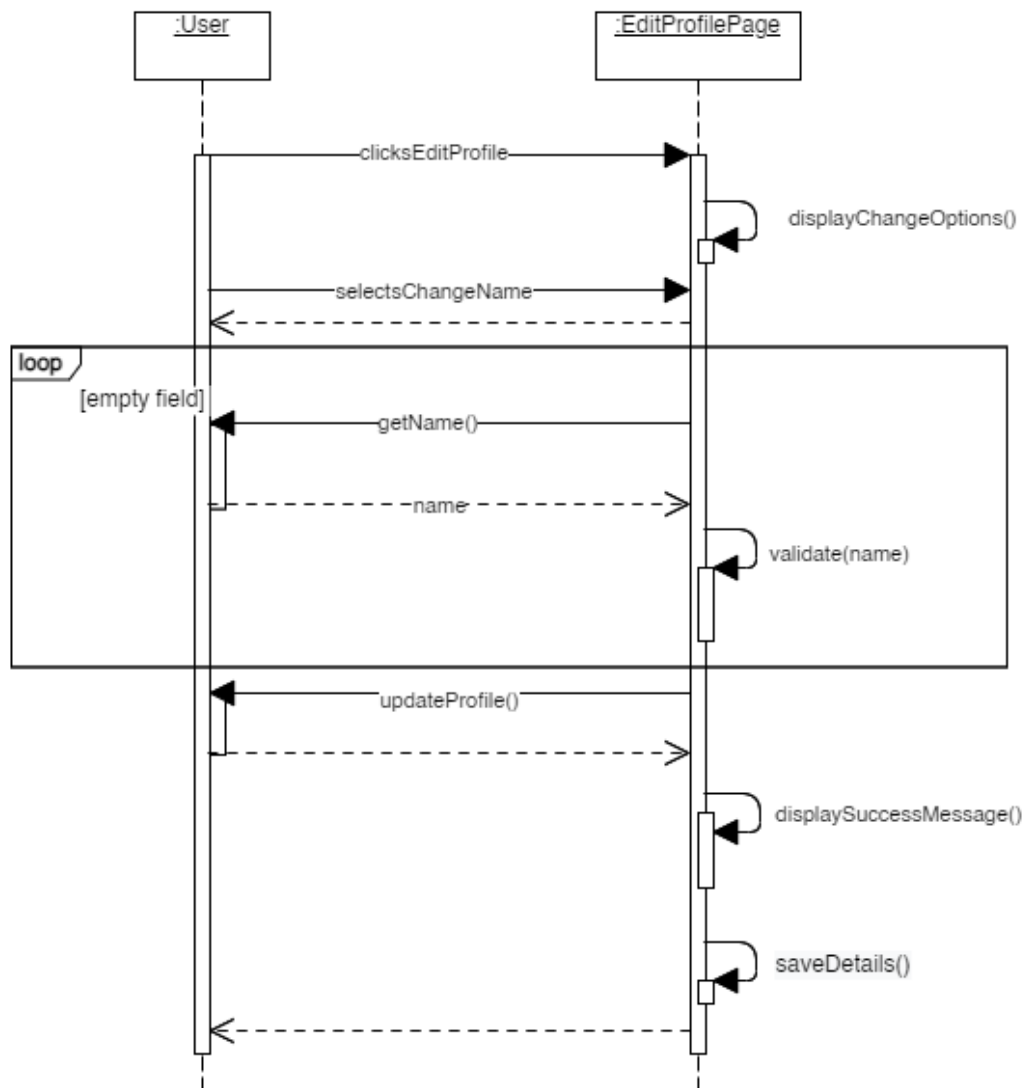 :User
:EditProfilePage
clicksEditProfile
displayChangeOptions()
selectsChangeName
loop
[empty field]
getName()
name
validate(name)
updateProfile()
displaySuccessMessage()
saveDetails()